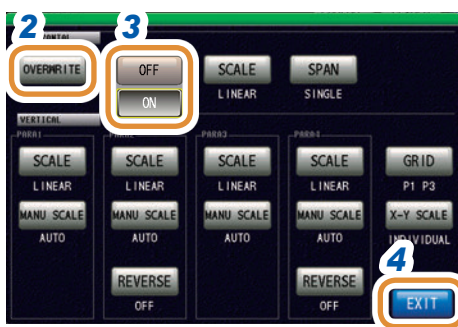 2 3
OVERWRITE OFF SCALE SPAN
ON LINEAR SINGLE
VERTICAL
PARA1 PARA3 PARA4
SCALE SCALE SCALE SCALE GRID
LINEAR LINEAR LINEAR LINEAR P1 P3
MANU SCALE MANU SCALE MANU SCALE MANU SCALE X-Y SCALE
AUTO AUTO AUTO AUTO INDIVIDUAL
4
REVERSE REVERSE EXIT
OFF OFF